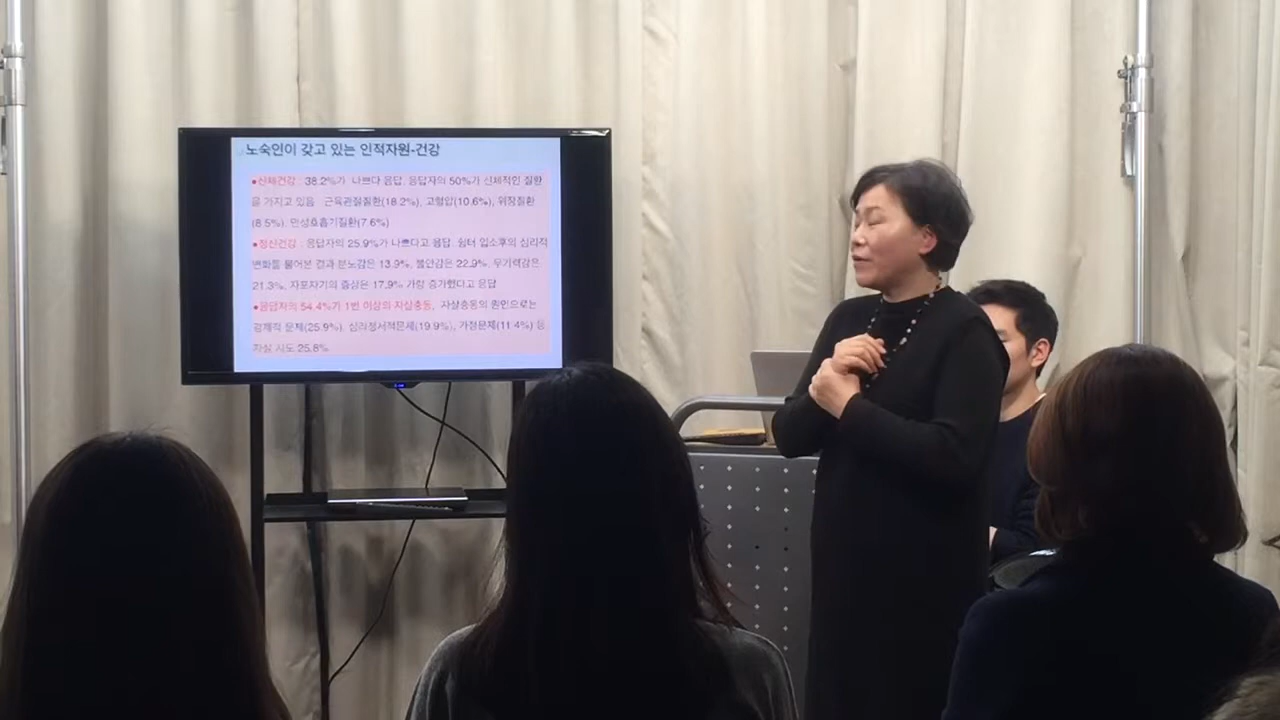 노숙인이 갖고 있는 인적자원-건강
●신체건강 : 38.2%가 나쁘다 응답, 응답자의 50%가 신체적인 질환
을 가지고 있음 근육관절질환(18.2%), 고혈압(10.6%), 위장질환
(8.5%), 만성호흡기질환(7.6%)
●정신건강 : 응답자의 25.9%가 나쁘다고 응답. 쉼터 입소후의 심리적
변화를 물어본 결과 분노감은 13.9%, 불안감은 22.9%, 무기력감은
21.3%, 자포자기의 증상은 17.9% 가량 증가했다고 응답
●응답자의 54.4%가 1번 이상의 자살충동, 자살충동의 원인으로는
경제적 문제(25.9%), 심리정서적문제(19.9%), 가정문제(11.4%) 등
자살 시도 25.8%